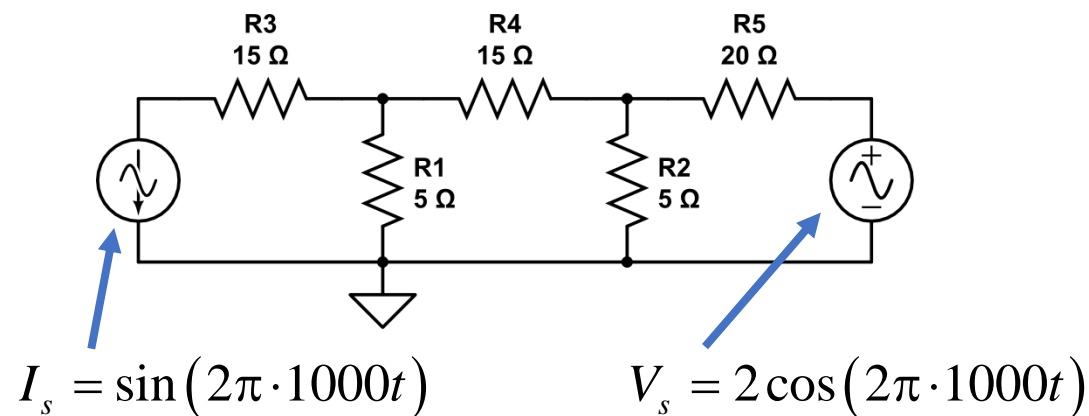 R3
15 Ω
R4
15 Ω
R5
20 Ω
R1
5 Ω
R2
5 Ω
+
−
I_s = sin(2π·1000t)
V_s = 2cos(2π·1000t)